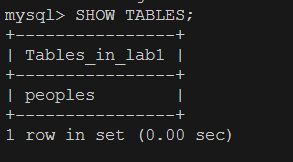 mysql> SHOW TABLES;
+----------------+
| Tables_in_lab1 |
+----------------+
| peoples        |
+----------------+
1 row in set (0.00 sec)